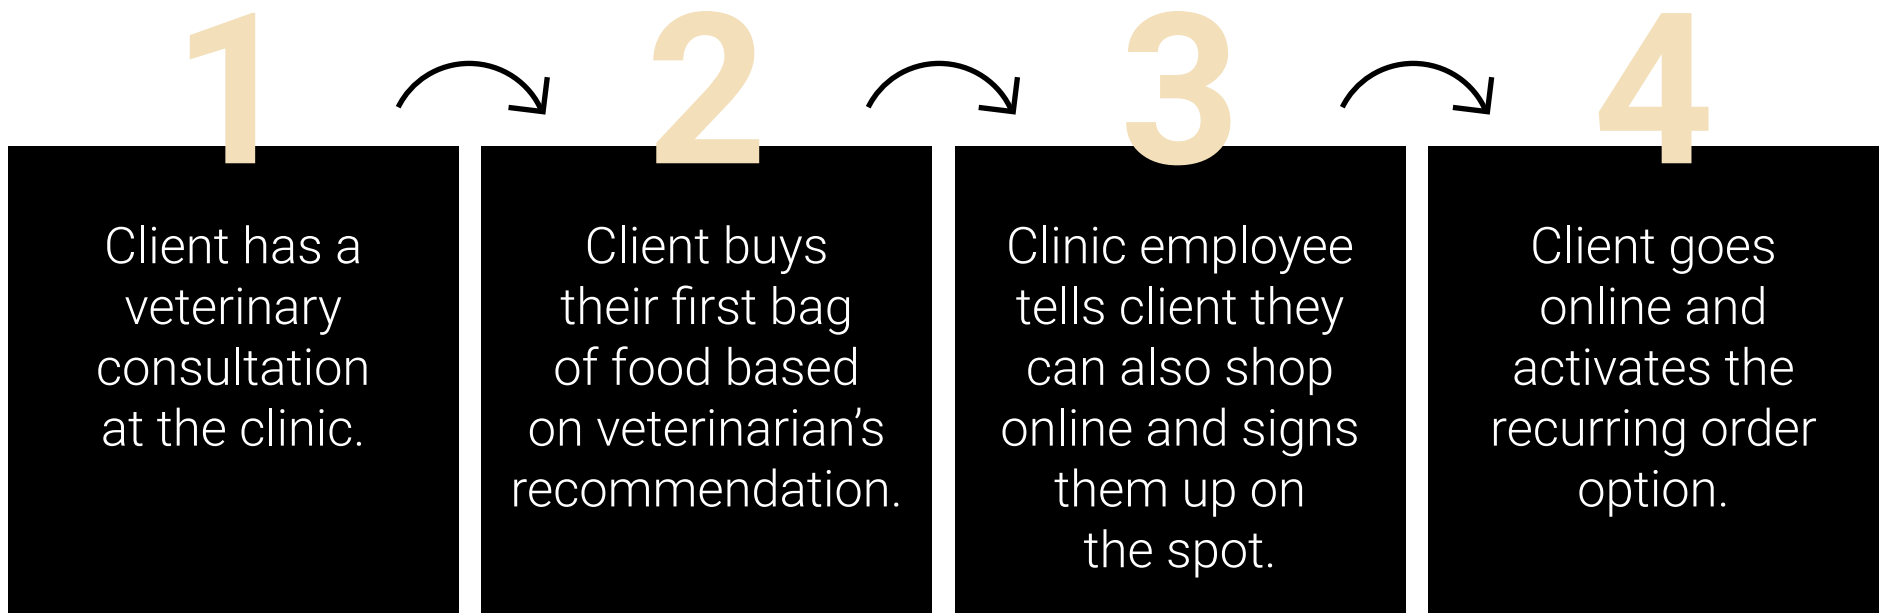 1
Client has a
veterinary
consultation
at the clinic.
2
Client buys
their first bag
of food based
on veterinarian’s
recommendation.
3
Clinic employee
tells client they
can also shop
online and signs
them up on
the spot.
4
Client goes
online and
activates the
recurring order
option.